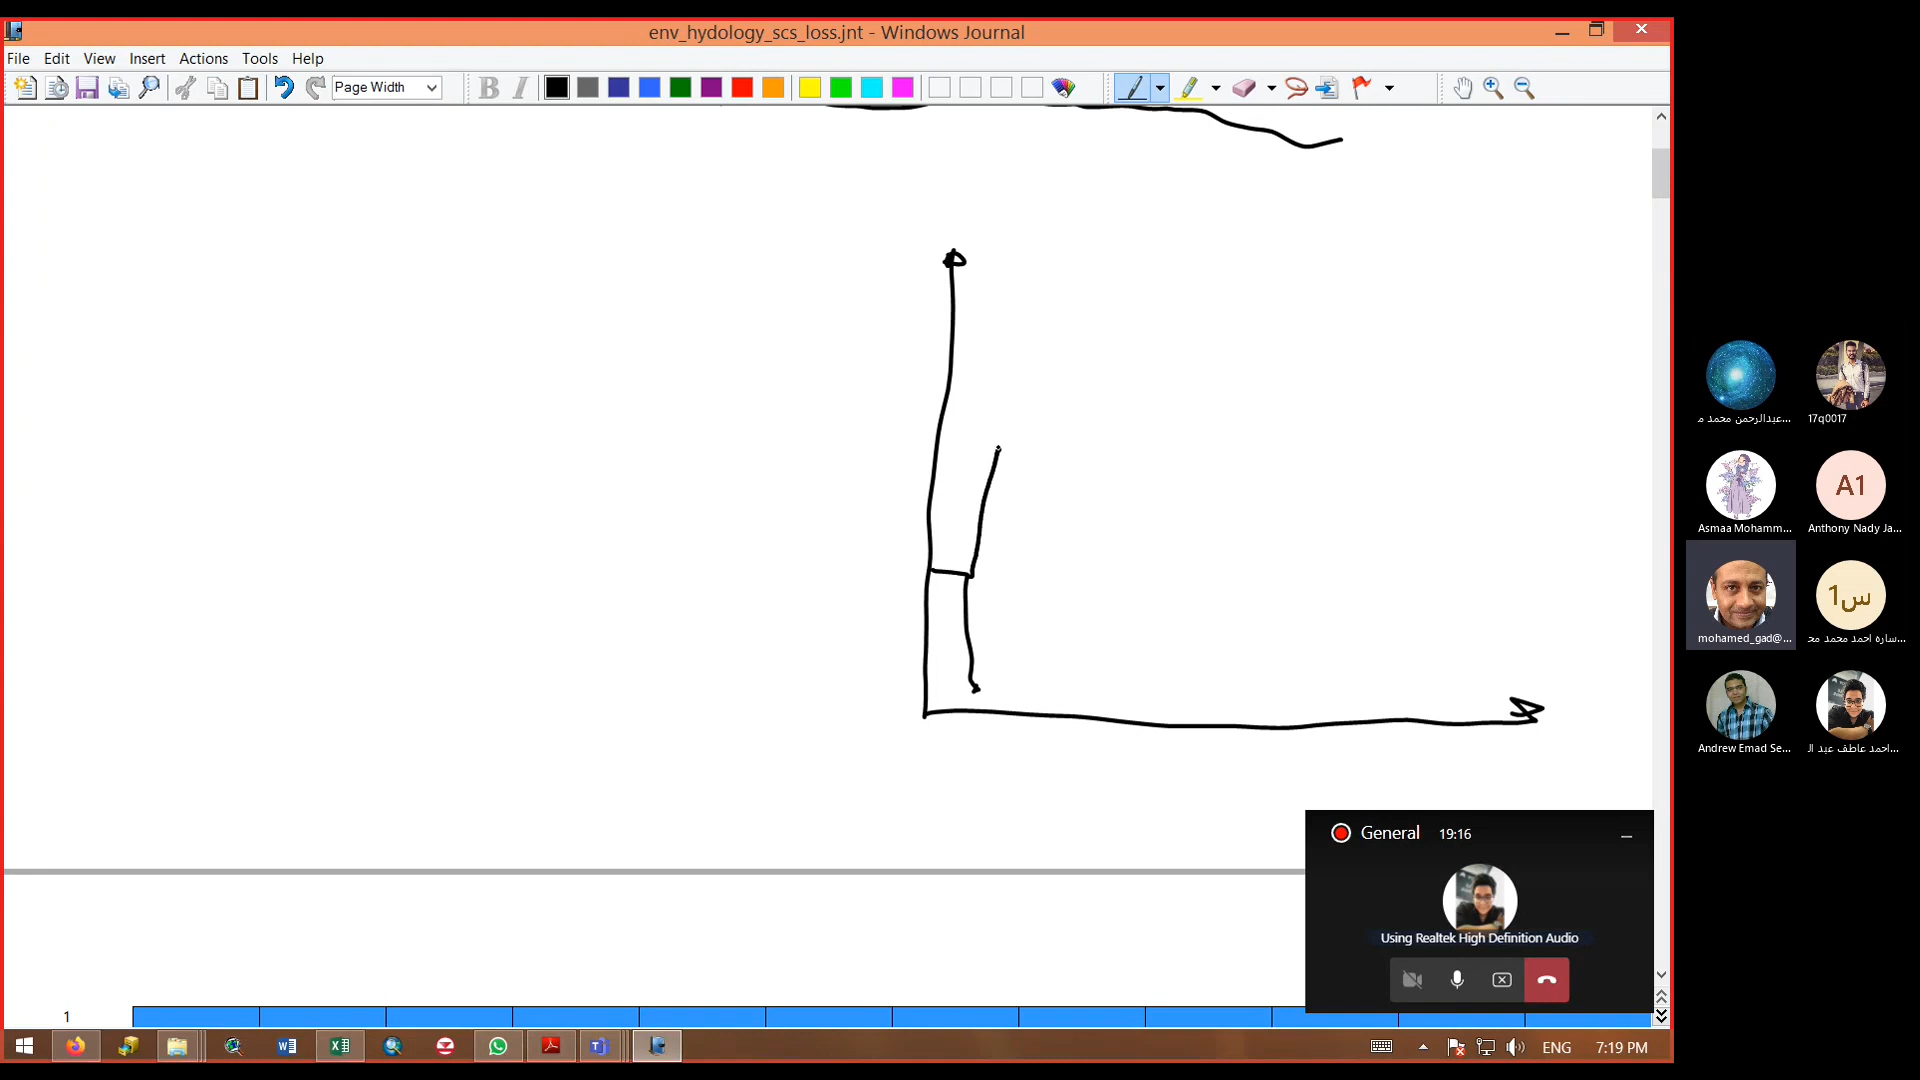 env_hydology_scs_loss.jnt - Windows Journal
File Edit View Insert Actions Tools Help
B I
Page Width
عبدالرحمن محمد م...
17q0017
Asmaa Mohamm...
A1
Anthony Nady Ja...
mohamed_gad@...
س1
ساره احمد محمد مح...
Andrew Emad Se...
احمد عاطف عبد ال...
General 19:16
Using Realtek High Definition Audio
1
ENG 7:19 PM